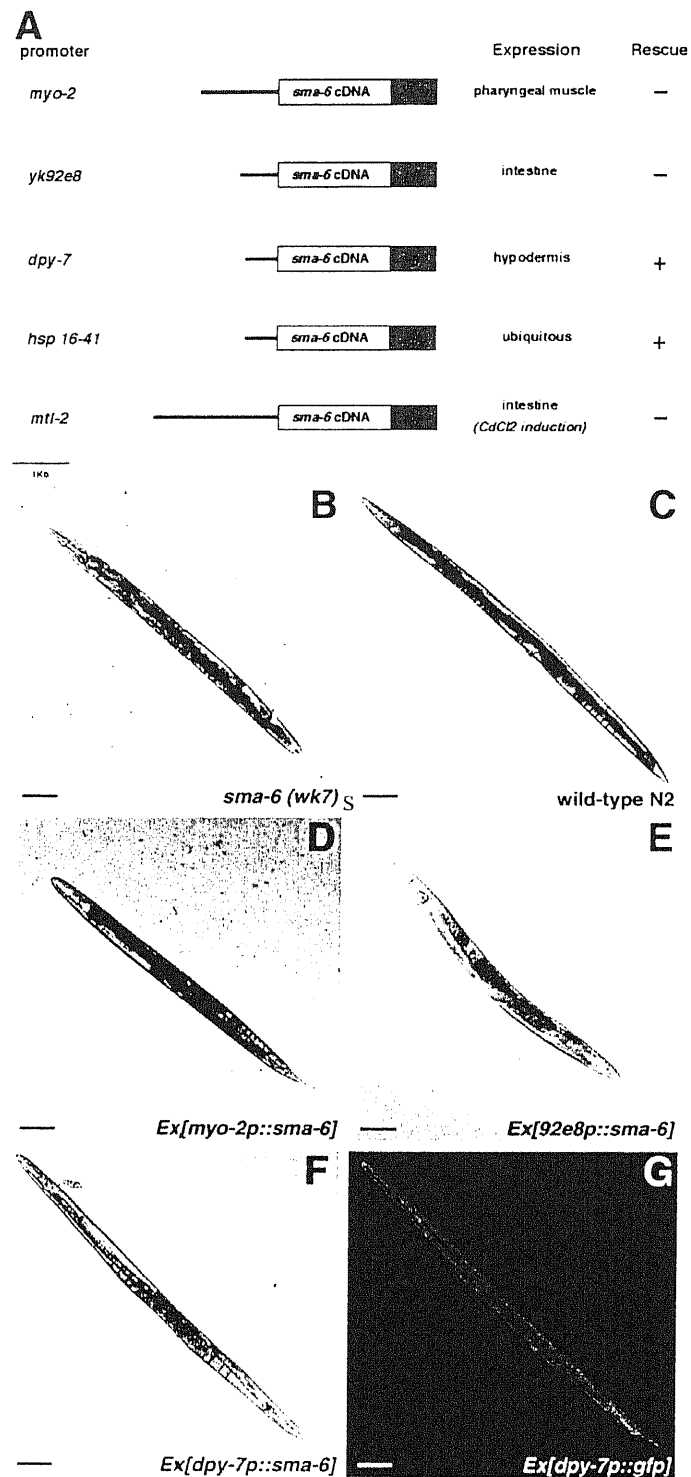 A
promoter Expression Rescue
myo-2 sma-6 cDNA pharyngeal muscle −
yk92e8 sma-6 cDNA intestine −
dpy-7 sma-6 cDNA hypodermis +
hsp 16-41 sma-6 cDNA ubiquitous +
mtl-2 sma-6 cDNA intestine −
(CdCl2 induction)
1Kb
B
C
sma-6 (wk7) S
wild-type N2
D
E
Ex[myo-2p::sma-6]
Ex[92e8p::sma-6]
F
G
Ex[dpy-7p::sma-6]
Ex[dpy-7p::gfp]